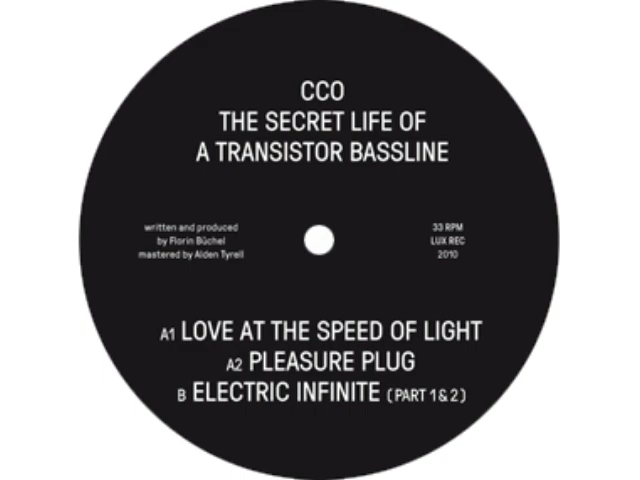 CCO
THE SECRET LIFE OF
A TRANSISTOR BASSLINE
written and produced
by Florin Büchel
mastered by Alden Tyrell
33 RPM
LUX REC
2010
A1 LOVE AT THE SPEED OF LIGHT
A2 PLEASURE PLUG
B ELECTRIC INFINITE (PART 1 & 2)